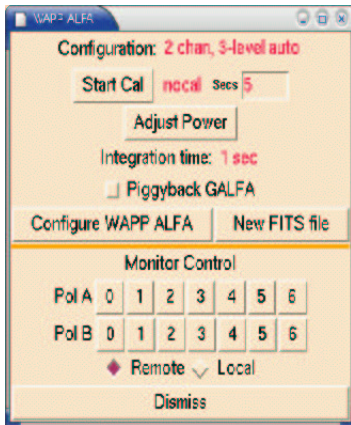 WAPP ALFA
Configuration: 2 chan, 3-level auto
Start Cal nocal Secs 5
Adjust Power
Integration time: 1 sec
Piggyback GALFA
Configure WAPP ALFA New FITS file
Monitor Control
Pol A 0 1 2 3 4 5 6
Pol B 0 1 2 3 4 5 6
Remote Local
Dismiss